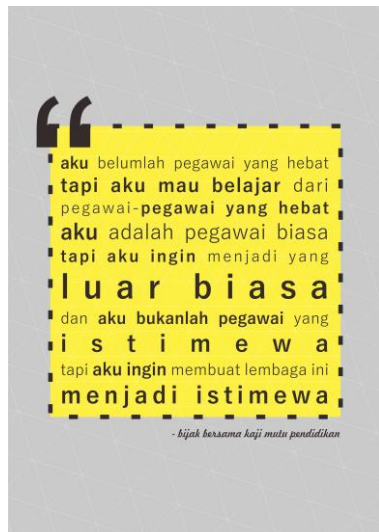 “
aku belumlah pegawai yang hebat
tapi aku mau belajar dari
pegawai-pegawai yang hebat
aku adalah pegawai biasa
tapi aku ingin menjadi yang
luar biasa
dan aku bukanlah pegawai yang
istimewa
tapi aku ingin membuat lembaga ini
menjadi istimewa
- bijak bersama kaji mutu pendidikan